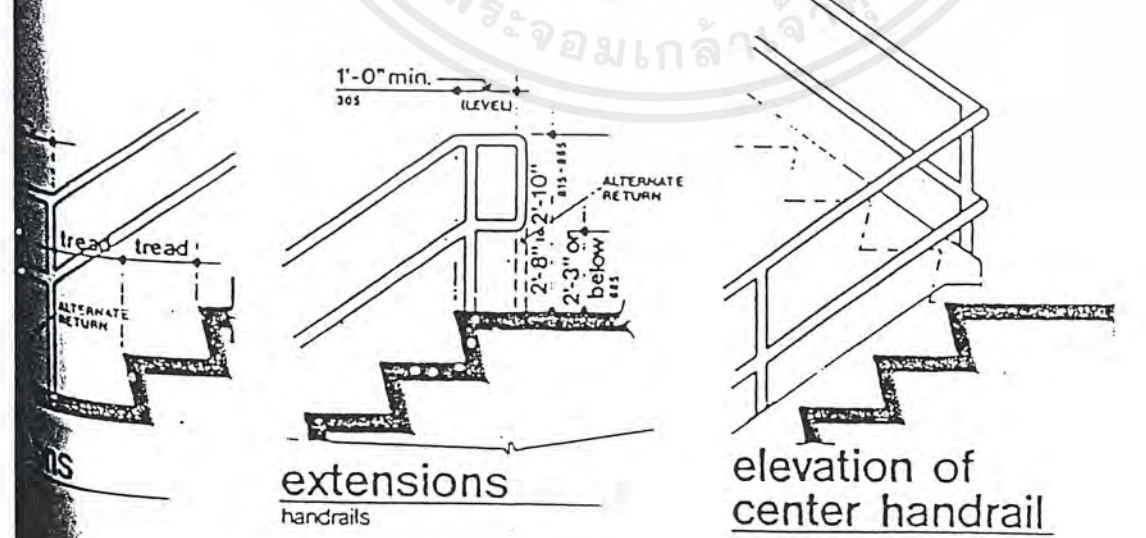 พระจอมเกล้าเจ้า
1'-0" min.
305
(LEVEL)
tread tread
ALTERNATE
RETURN
2'-8" to 2'-10"
815-865
ALTERNATE
RETURN
2'-3" on
below
685
extensions
handrails
elevation of
center handrail